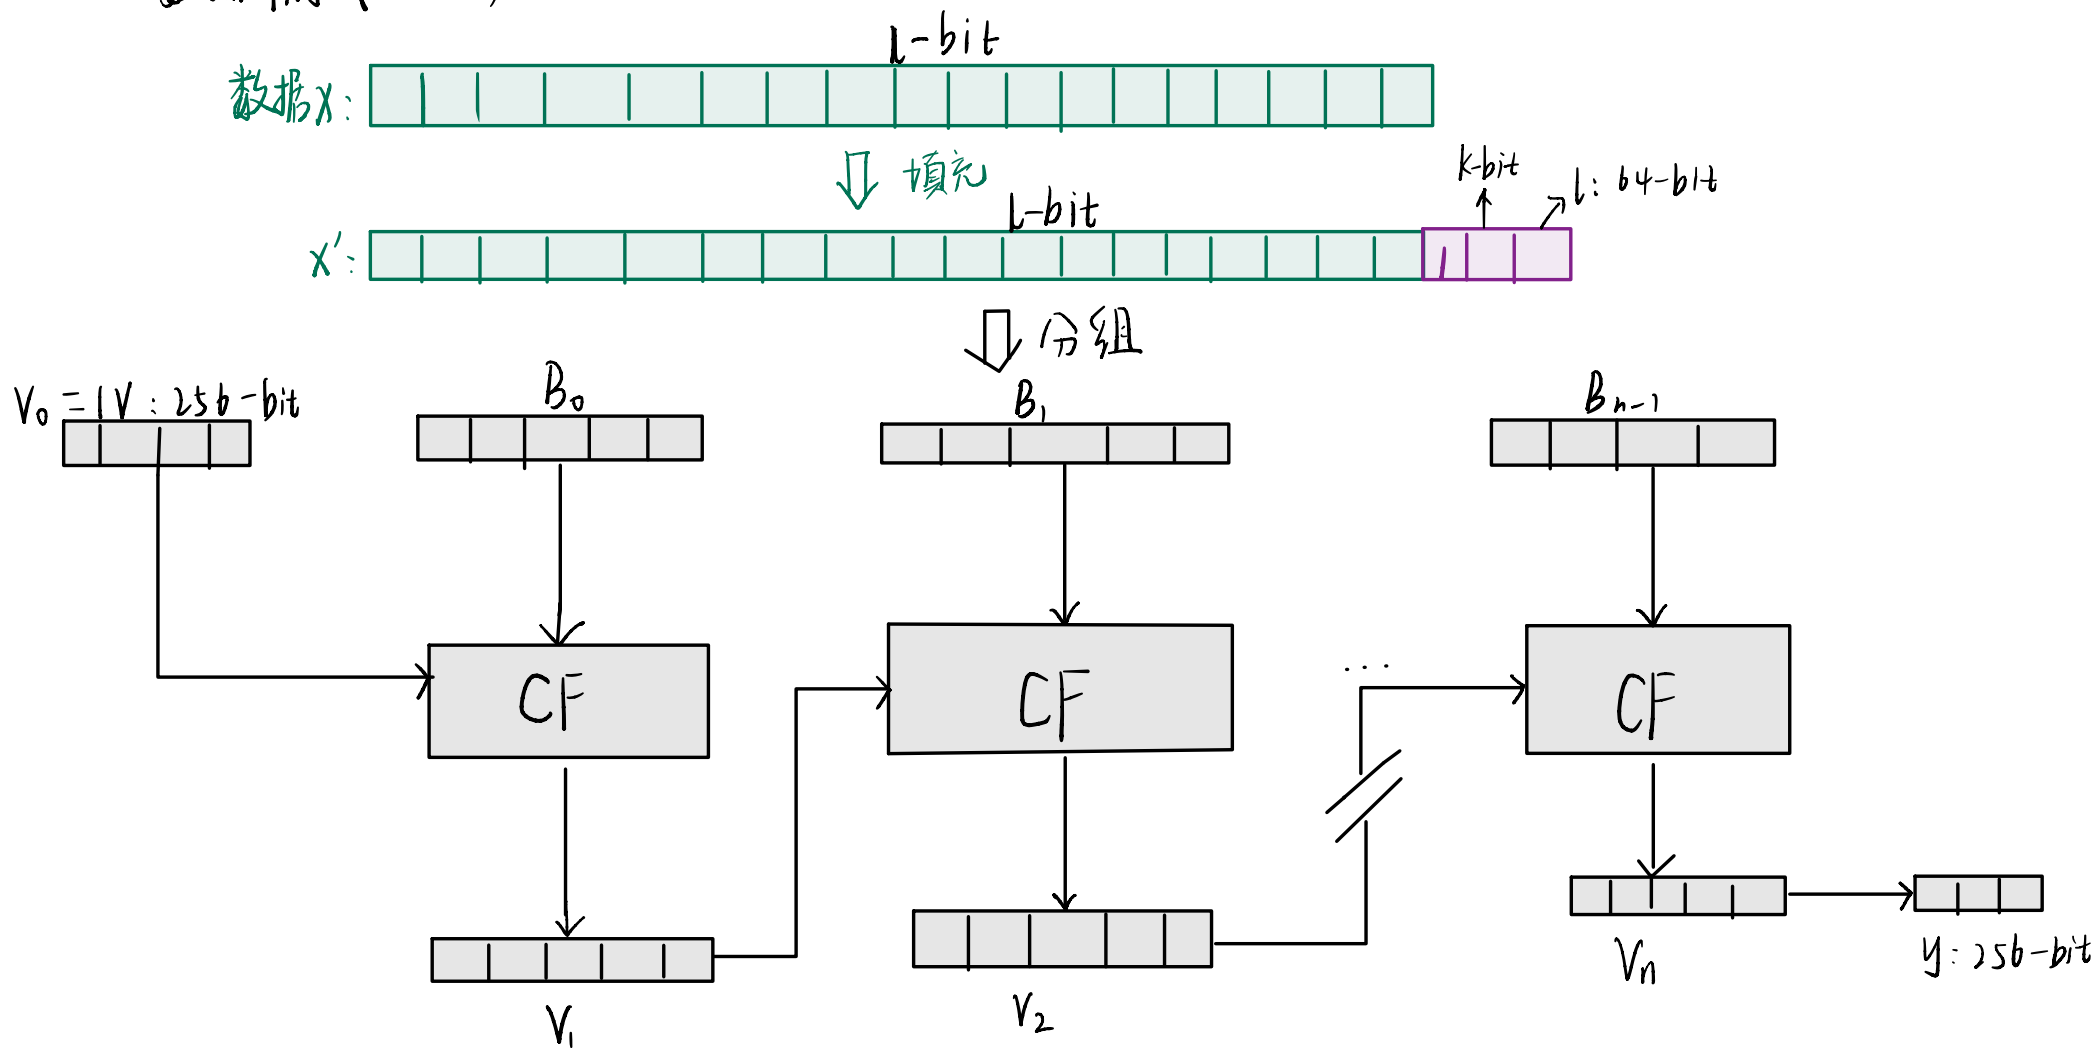 l-bit
数据x:
填充
k-bit
l: 64-bit
l-bit
x':
分组
V₀ = IV : 256-bit
B₀
B₁
Bₙ₋₁
CF
CF
...
CF
V₁
V₂
Vₙ
y: 256-bit